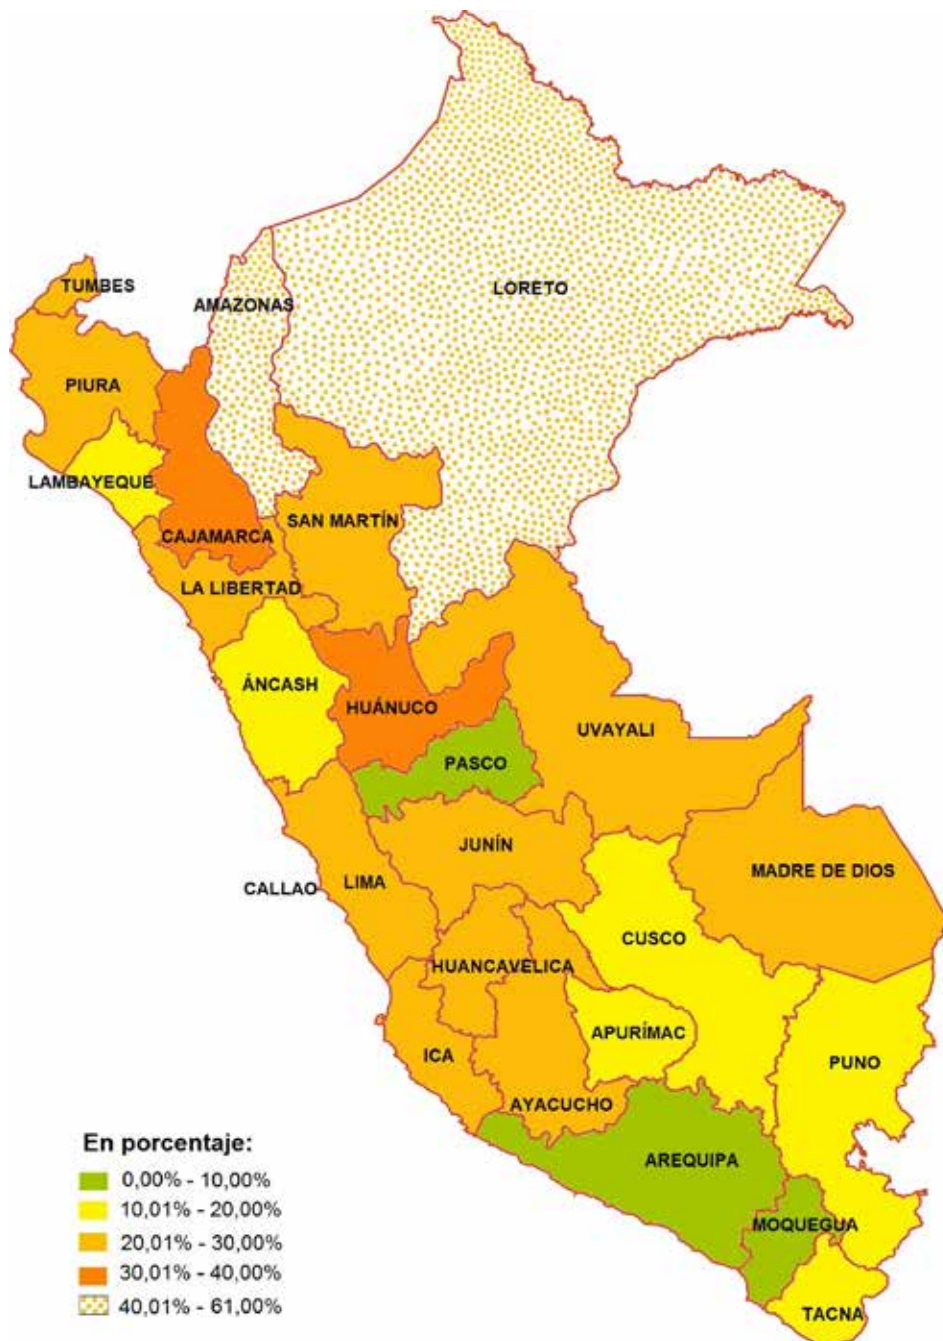 LORETO
TUMBES
AMAZONAS
PIURA
LAMBAYEQUE
SAN MARTÍN
CAJAMARCA
LA LIBERTAD
ÁNCASH
HUÁNUCO
UVAYALI
PASCO
JUNÍN
MADRE DE DIOS
CALLAO
LIMA
CUSCO
HUANCAVELICA
APURÍMAC
ICA
PUNO
AYACUCHO
AREQUIPA
MOQUEGUA
TACNA
En porcentaje:
0,00% - 10,00%
10,01% - 20,00%
20,01% - 30,00%
30,01% - 40,00%
40,01% - 61,00%